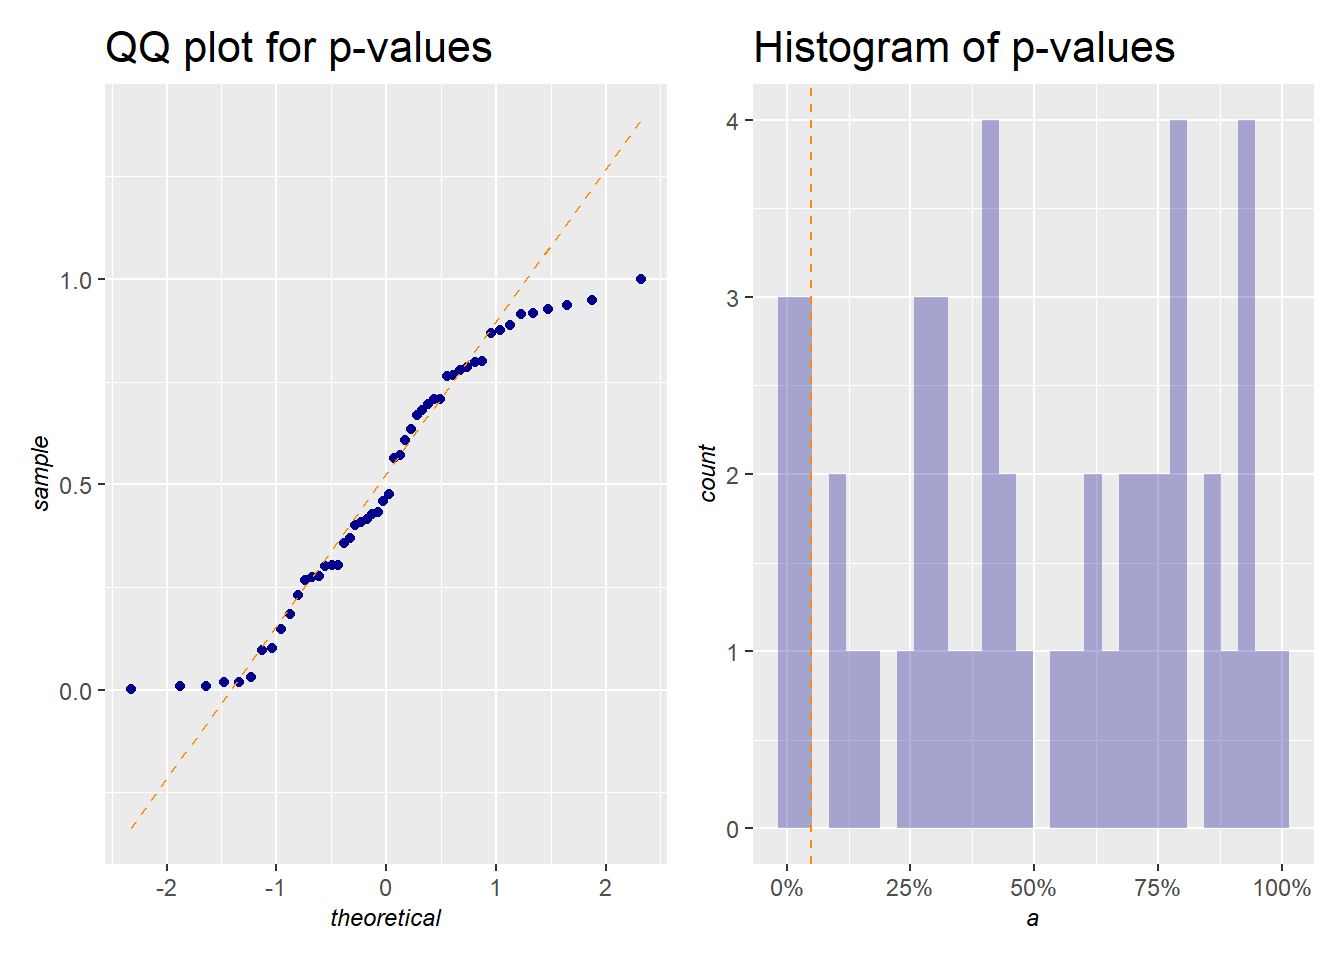 QQ plot for p-values
sample
1.0
0.5
0.0
-2 -1 0 1 2
theoretical
Histogram of p-values
count
4
3
2
1
0
0% 25% 50% 75% 100%
a